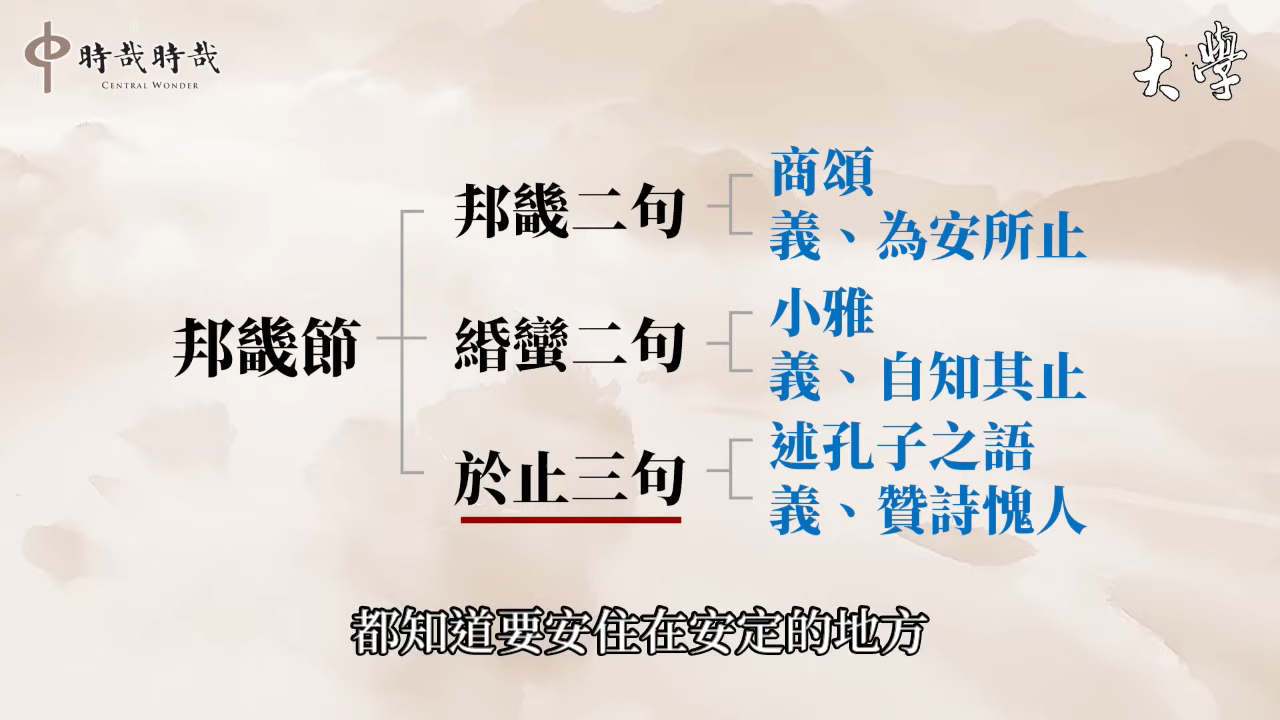 時哉時哉
CENTRAL WONDER
大學
邦畿節
邦畿二句
商頌
義、為安所止
緡蠻二句
小雅
義、自知其止
於止三句
述孔子之語
義、贊詩愧人
都知道要安住在安定的地方